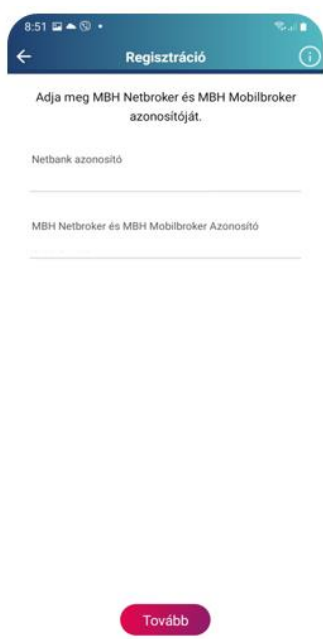 8:51
Regisztráció
Adja meg MBH Netbroker és MBH Mobilbroker
azonosítóját.
Netbank azonosító
MBH Netbroker és MBH Mobilbroker Azonosító
Tovább